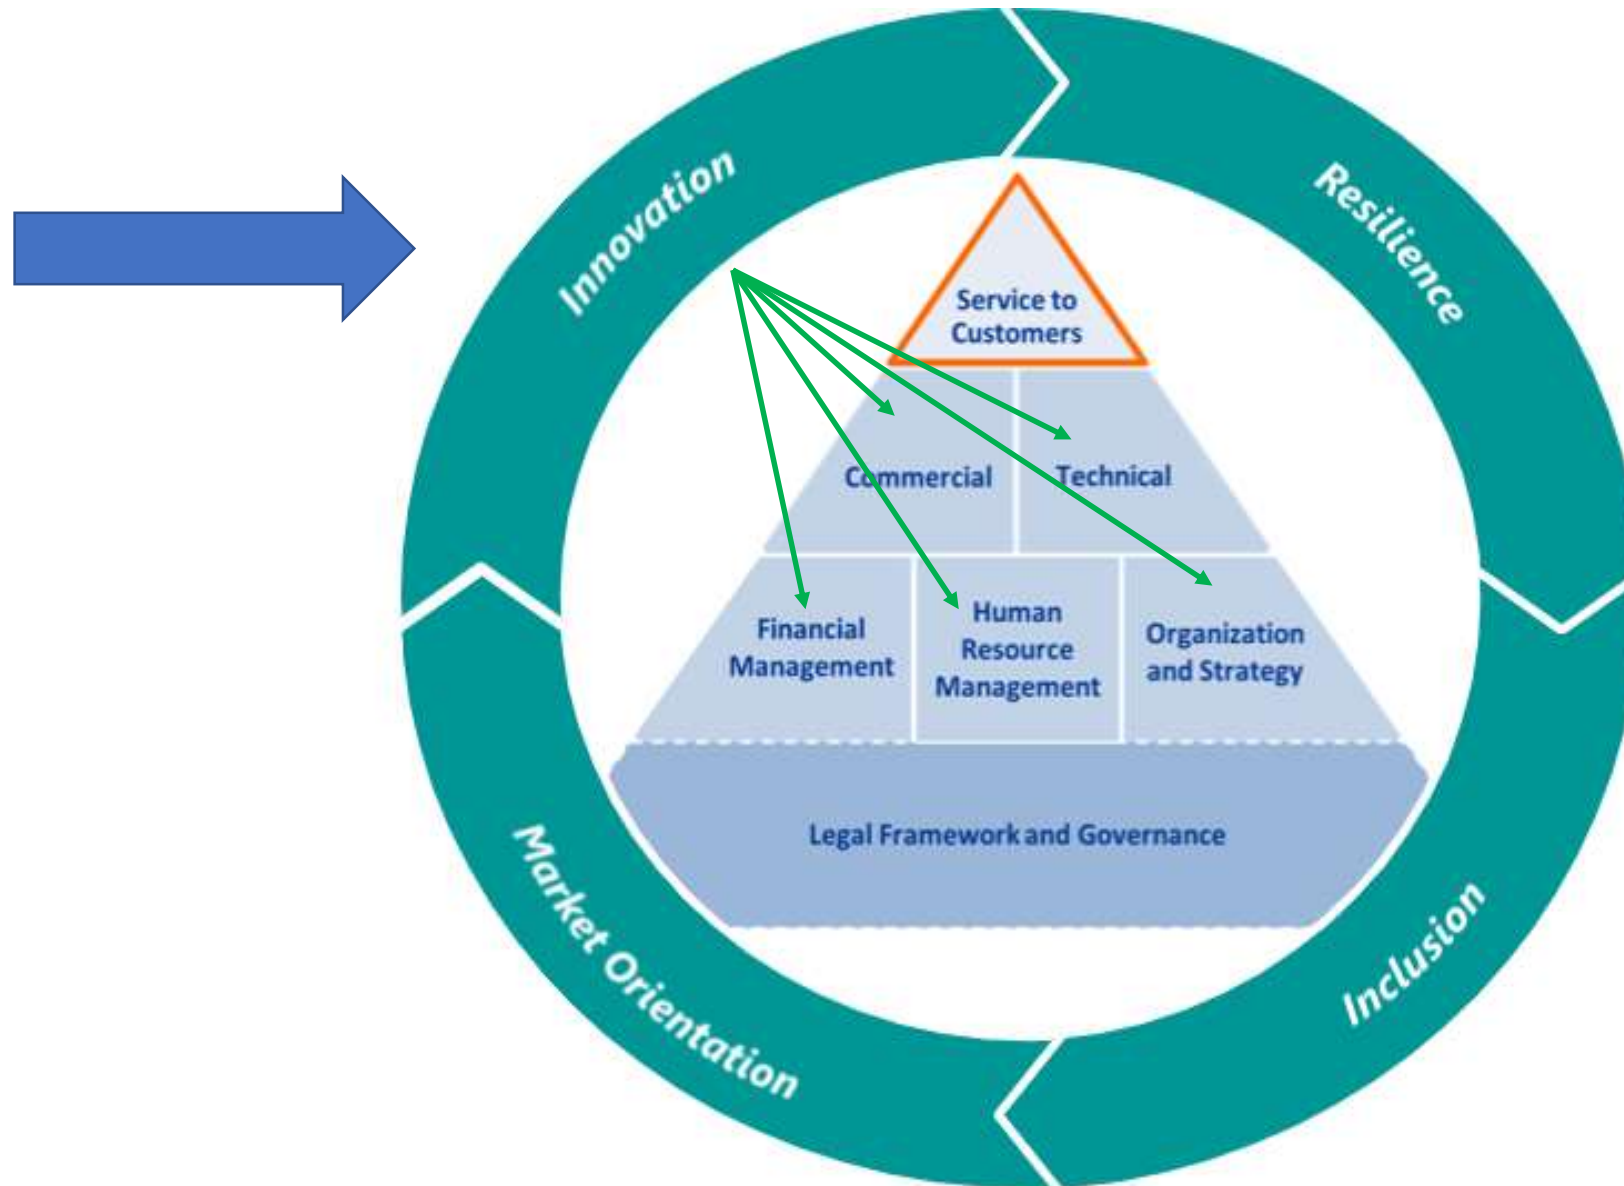 Innovation
Resilience
Service to
Customers
Commercial
Technical
Financial
Management
Human
Resource
Management
Organization
and Strategy
Legal Framework and Governance
Market Orientation
Inclusion